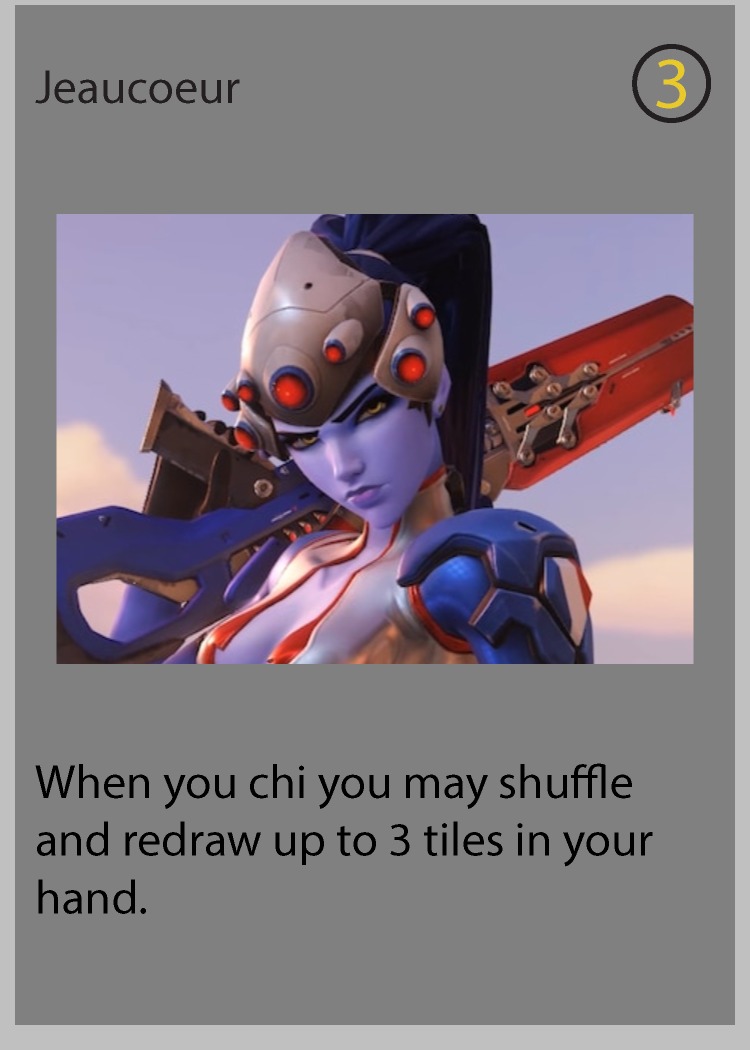 Jeaucoeur
3
When you chi you may shuffle
and redraw up to 3 tiles in your
hand.